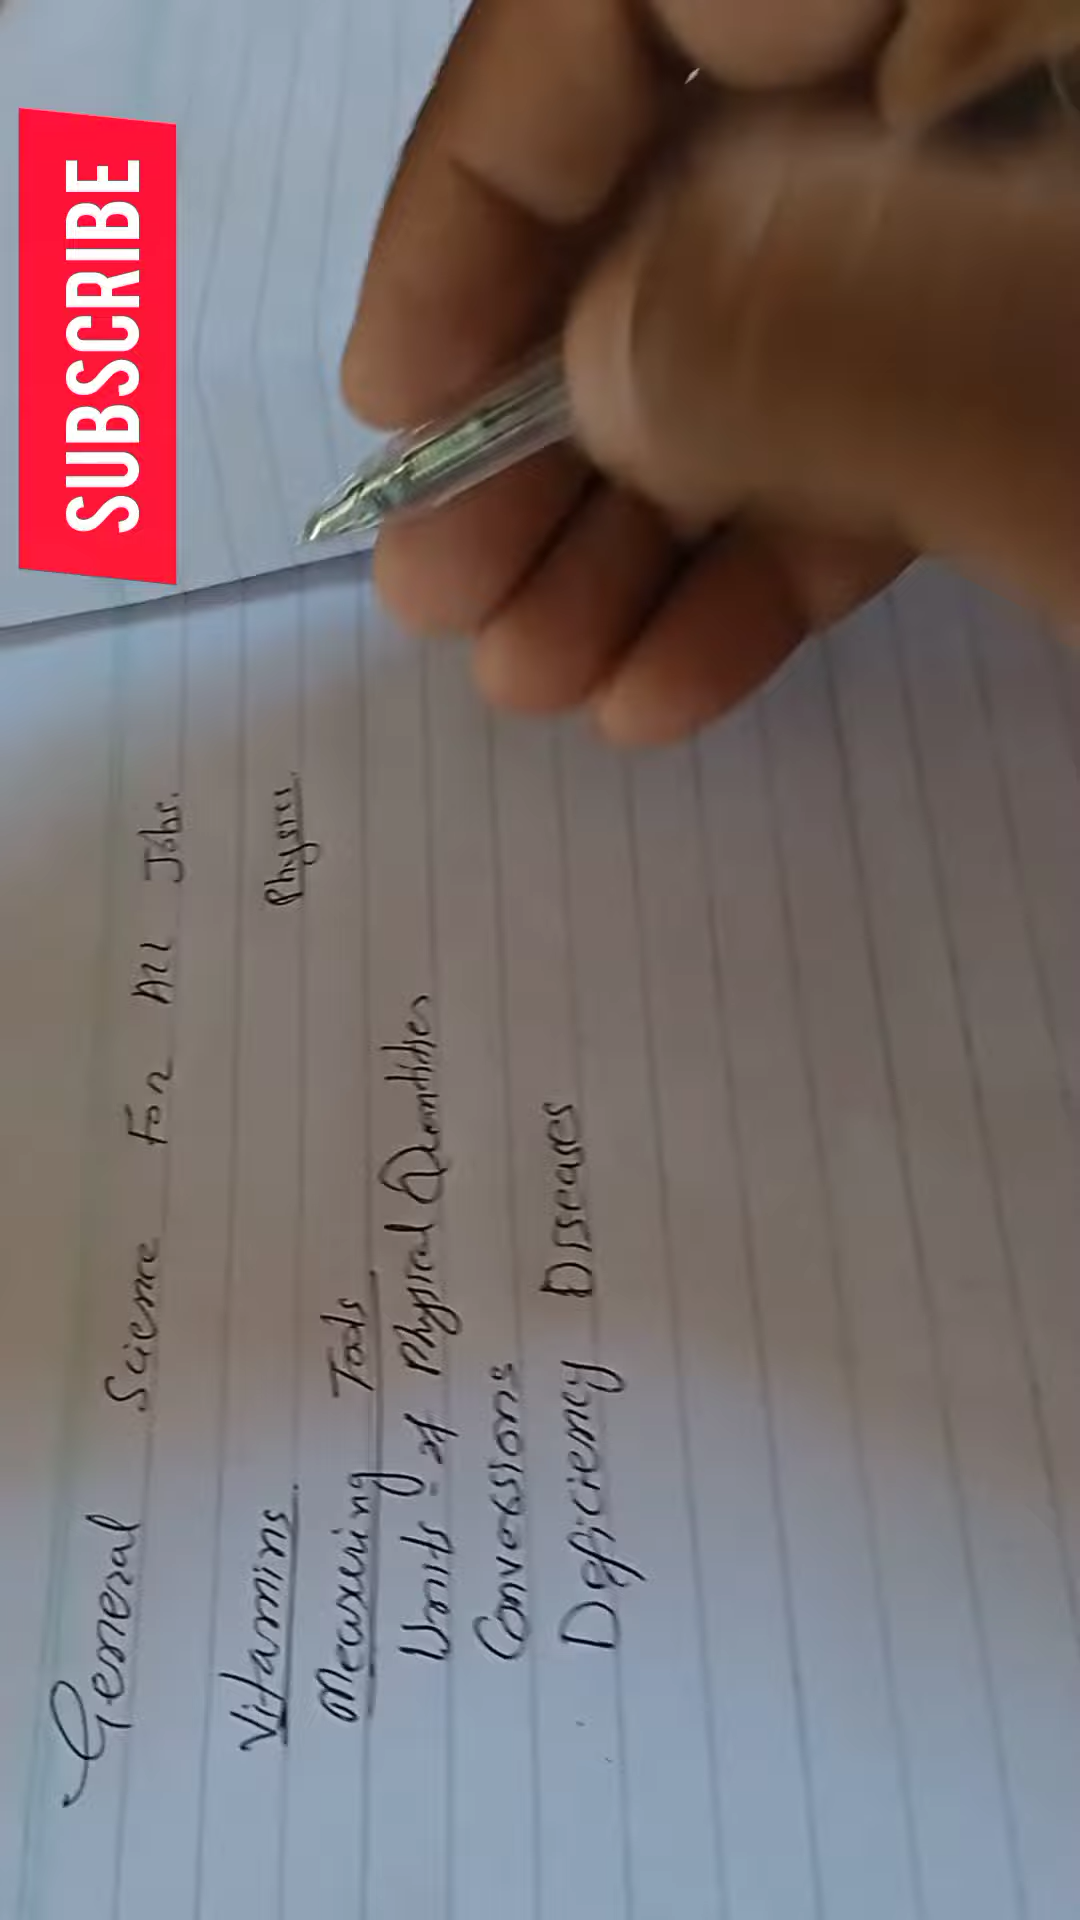 SUBSCRIBE
General Science For All Jobs.
Vitamins. Physics
Measuring Tools
Units of Physical Quantities
Conversions
Deficiency Diseases